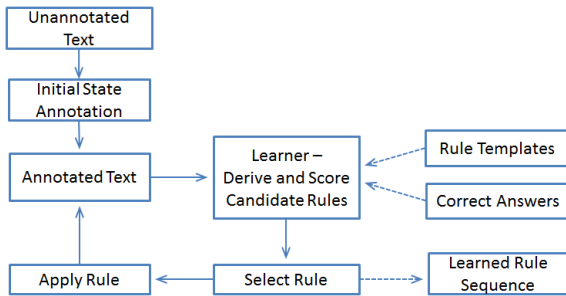 Unannotated
Text
Initial State
Annotation
Annotated Text
Learner –
Derive and Score
Candidate Rules
Rule Templates
Correct Answers
Apply Rule
Select Rule
Learned Rule
Sequence